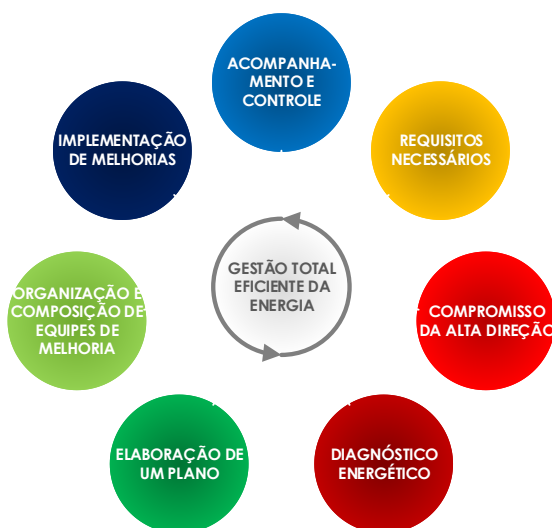 ACOMPANHA-
MENTO E
CONTROLE
IMPLEMENTAÇÃO
DE MELHORIAS
REQUISITOS
NECESSÁRIOS
GESTÃO TOTAL
EFICIENTE DA
ENERGIA
ORGANIZAÇÃO E
COMPOSIÇÃO DE
EQUIPES DE
MELHORIA
COMPROMISSO
DA ALTA DIREÇÃO
ELABORAÇÃO DE
UM PLANO
DIAGNÓSTICO
ENERGÉTICO